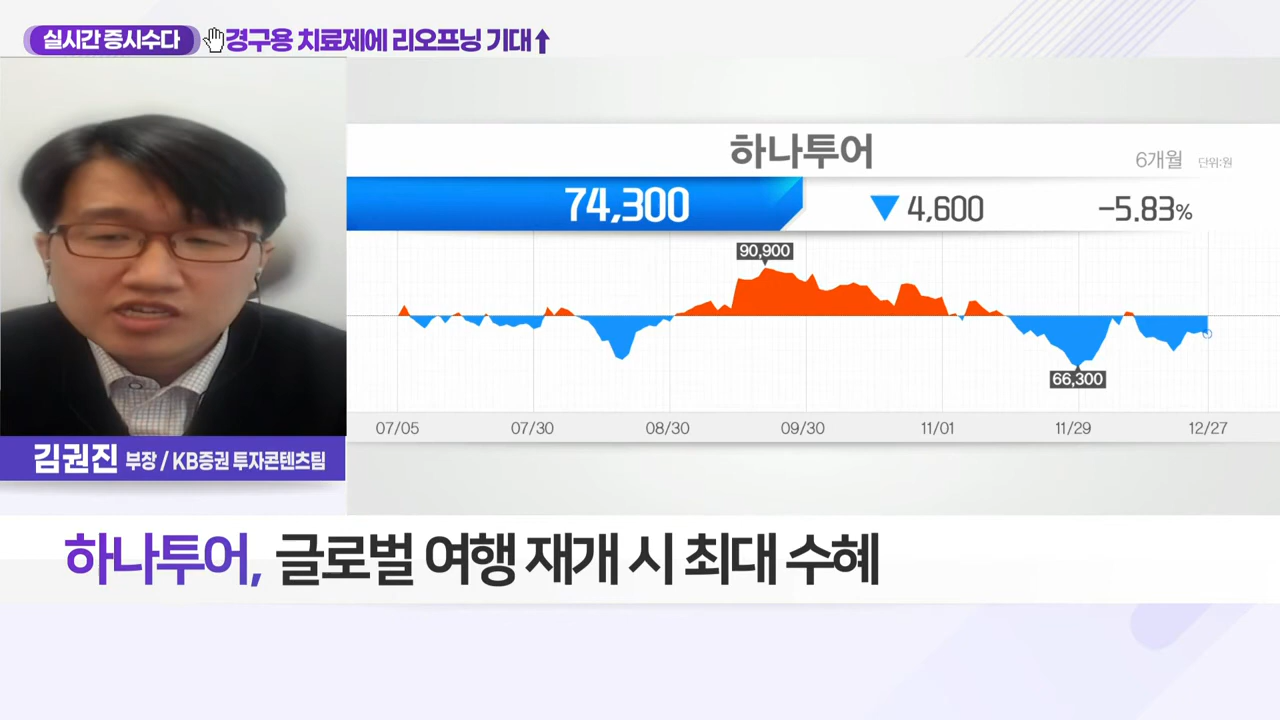 실시간 증시수다
경구용 치료제에 리오프닝 기대↑
하나투어
6개월 단위:원
74,300 ▼4,600 -5.83%
90,900
66,300
07/05 07/30 08/30 09/30 11/01 11/29 12/27
김권진 부장 / KB증권 투자콘텐츠팀
하나투어, 글로벌 여행 재개 시 최대 수혜